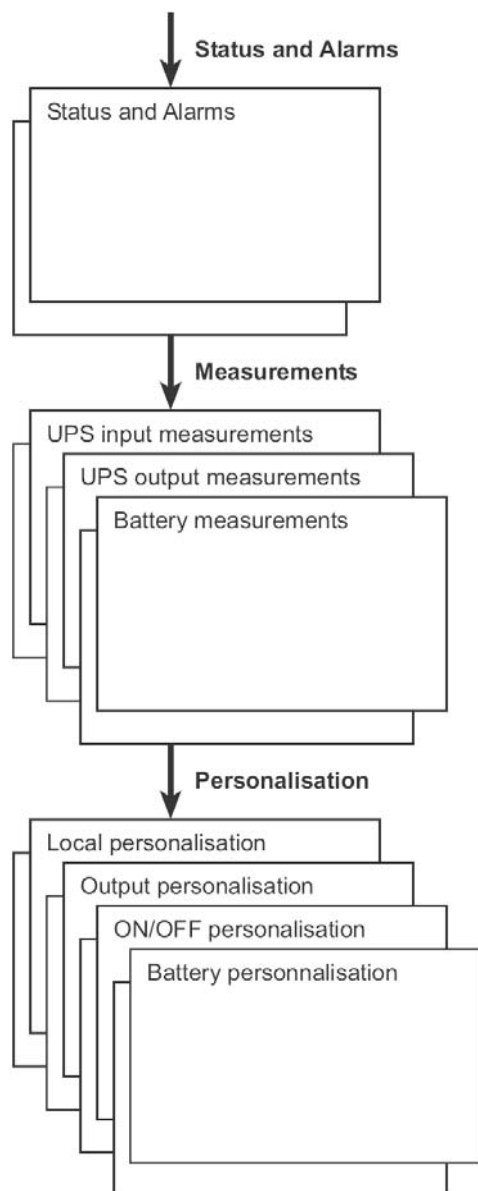 Status and Alarms
Status and Alarms
Measurements
UPS input measurements
UPS output measurements
Battery measurements
Personalisation
Local personalisation
Output personalisation
ON/OFF personalisation
Battery personnalisation